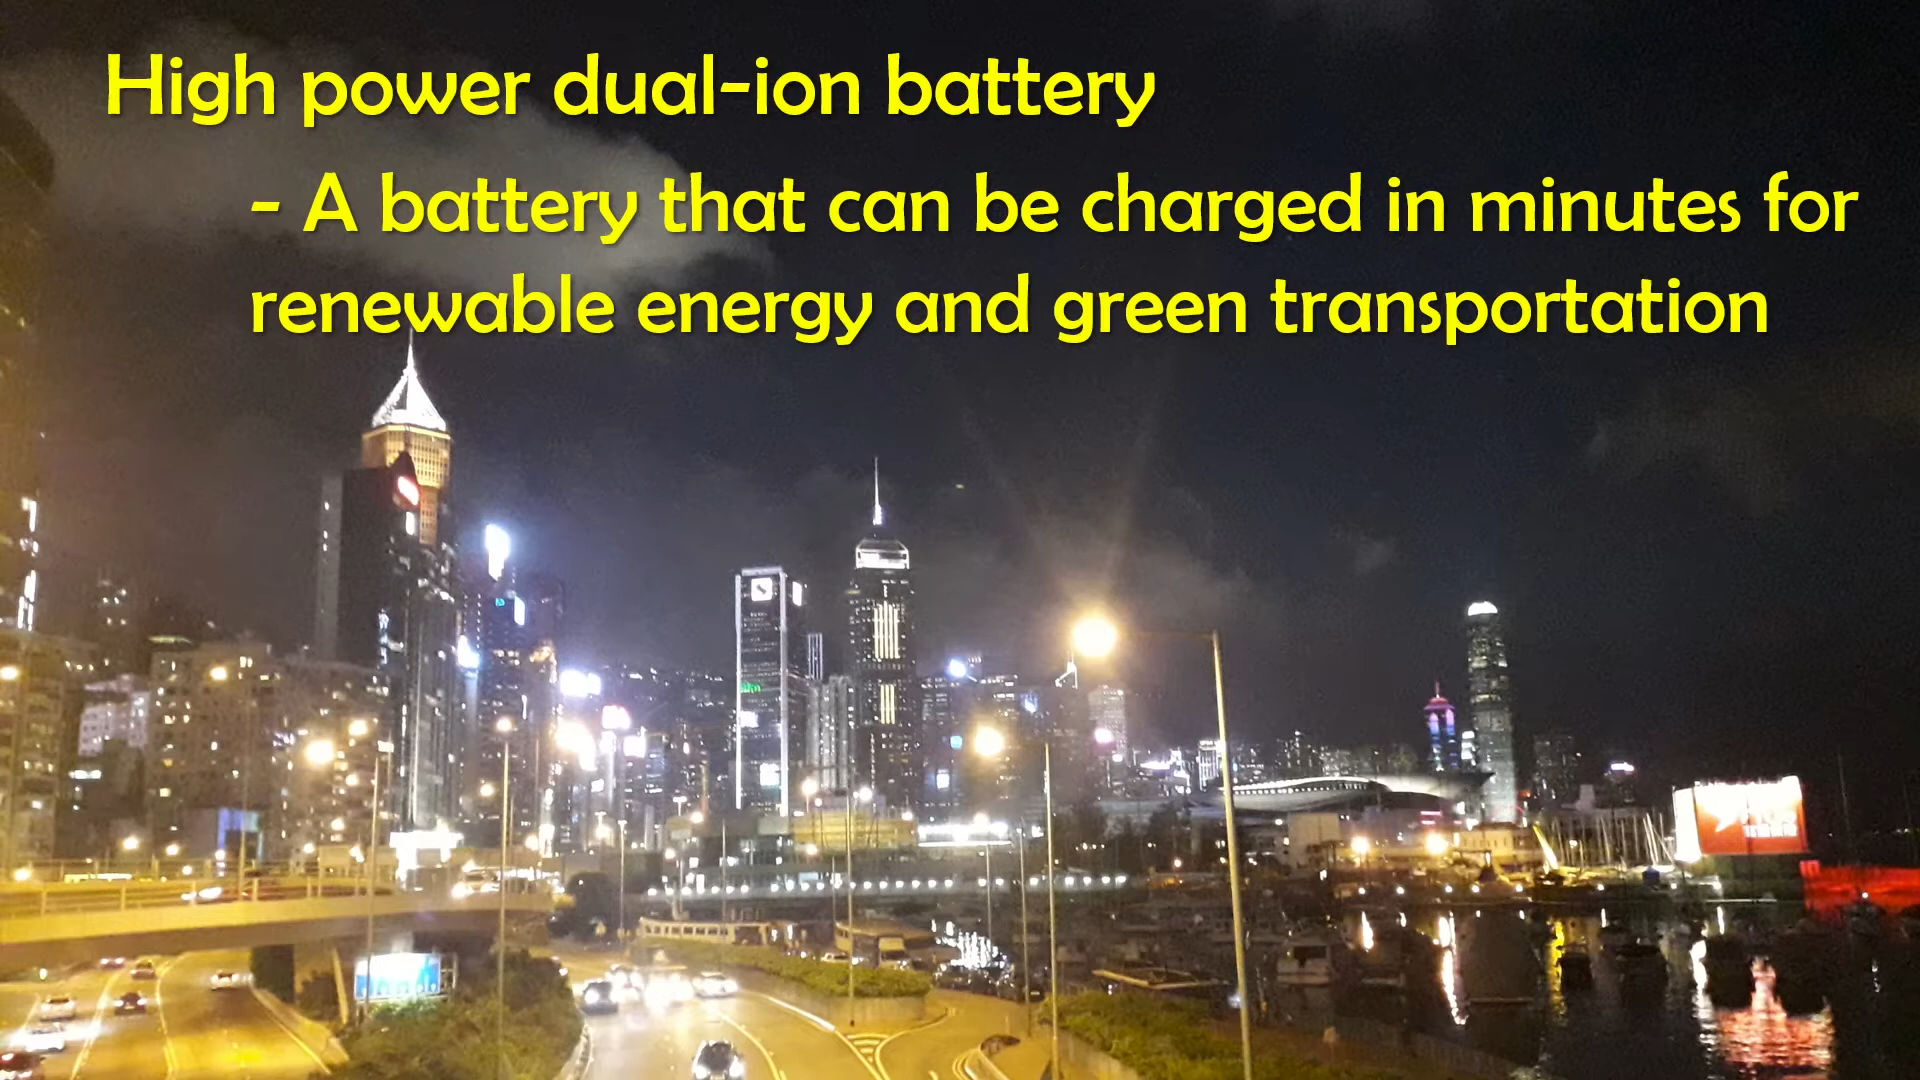 High power dual-ion battery
- A battery that can be charged in minutes for
renewable energy and green transportation